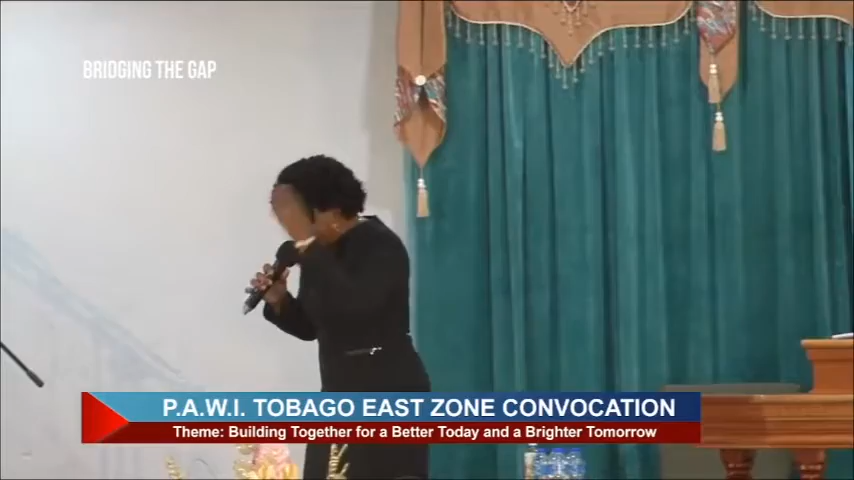 BRIDGING THE GAP
P.A.W.I. TOBAGO EAST ZONE CONVOCATION
Theme: Building Together for a Better Today and a Brighter Tomorrow